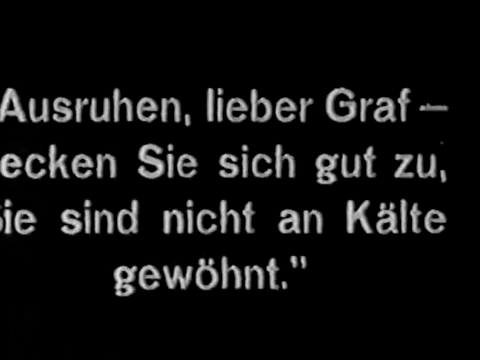 Ausruhen, lieber Graf —
ecken Sie sich gut zu,
ie sind nicht an Kälte
gewöhnt."